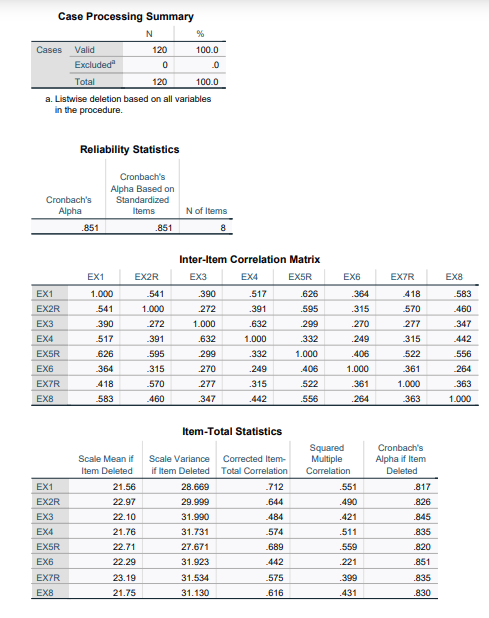 Case Processing Summary
N %
Cases Valid 120 100.0
Excludedᵃ 0 .0
Total 120 100.0
a. Listwise deletion based on all variables
in the procedure.
Reliability Statistics
Cronbach's Alpha Cronbach's Alpha Based on Standardized Items N of Items
.851 .851 8
Inter-Item Correlation Matrix
EX1 EX2R EX3 EX4 EX5R EX6 EX7R EX8
EX1 1.000 .541 .390 .517 .626 .364 .418 .583
EX2R .541 1.000 .272 .391 .595 .315 .570 .460
EX3 .390 .272 1.000 .632 .299 .270 .277 .347
EX4 .517 .391 .632 1.000 .332 .249 .315 .442
EX5R .626 .595 .299 .332 1.000 .406 .522 .556
EX6 .364 .315 .270 .249 .406 1.000 .361 .264
EX7R .418 .570 .277 .315 .522 .361 1.000 .363
EX8 .583 .460 .347 .442 .556 .264 .363 1.000
Item-Total Statistics
Scale Mean if Item Deleted Scale Variance if Item Deleted Corrected Item-Total Correlation Squared Multiple Correlation Cronbach's Alpha if Item Deleted
EX1 21.56 28.669 .712 .551 .817
EX2R 22.97 29.999 .644 .490 .826
EX3 22.10 31.990 .484 .421 .845
EX4 21.76 31.731 .574 .511 .835
EX5R 22.71 27.671 .689 .559 .820
EX6 22.21 31.923 .442 .221 .851
EX7R 23.19 31.534 .575 .399 .835
EX8 21.75 31.130 .616 .431 .830